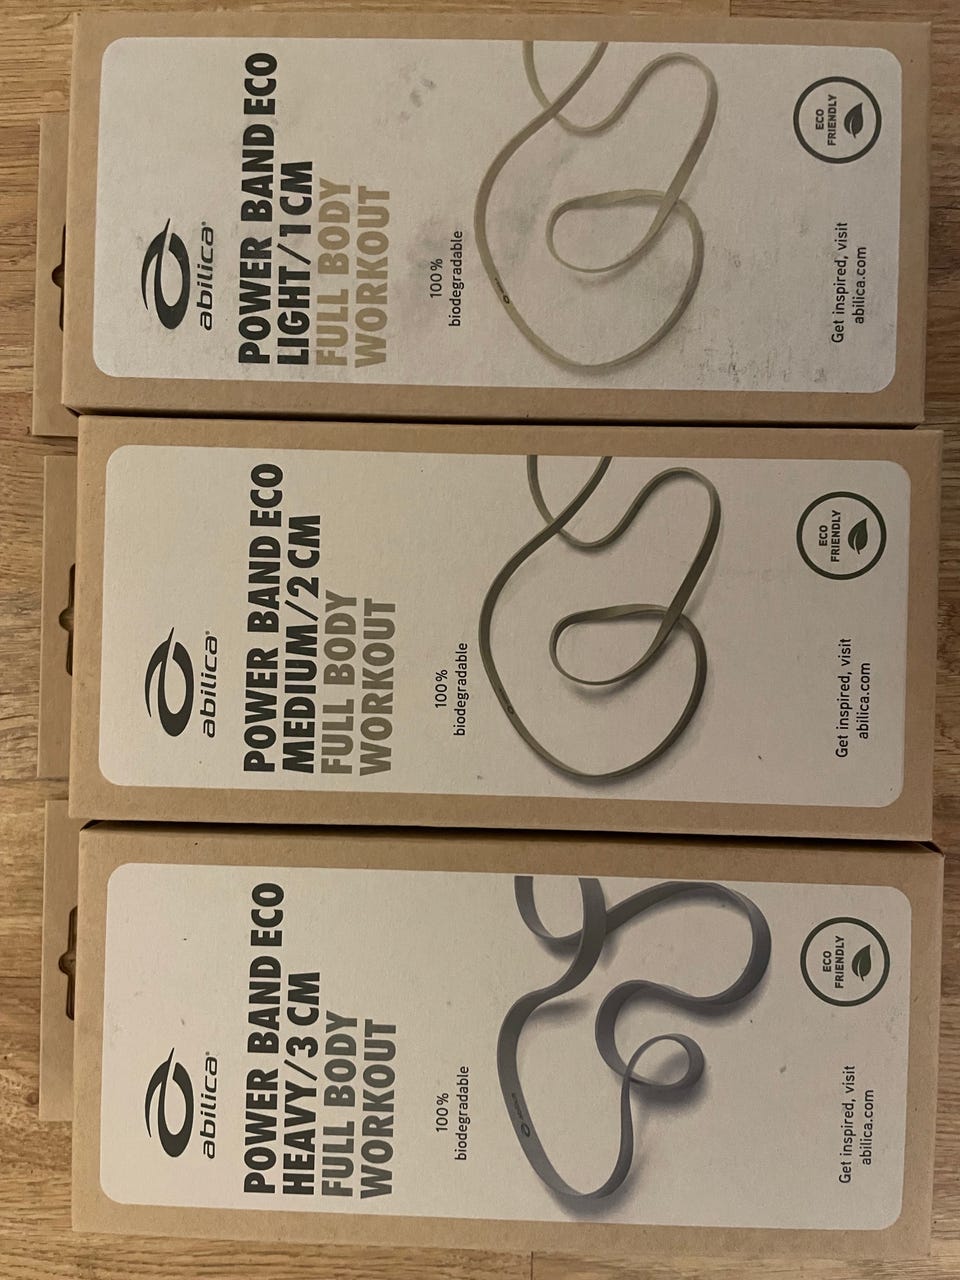 abilica®
POWER BAND ECO
LIGHT/1 CM
FULL BODY
WORKOUT
100%
biodegradable
Get inspired, visit
abilica.com
ECO
FRIENDLY
abilica®
POWER BAND ECO
MEDIUM/2 CM
FULL BODY
WORKOUT
100%
biodegradable
Get inspired, visit
abilica.com
ECO
FRIENDLY
abilica®
POWER BAND ECO
HEAVY/3 CM
FULL BODY
WORKOUT
100%
biodegradable
abilica
Get inspired, visit
abilica.com
ECO
FRIENDLY